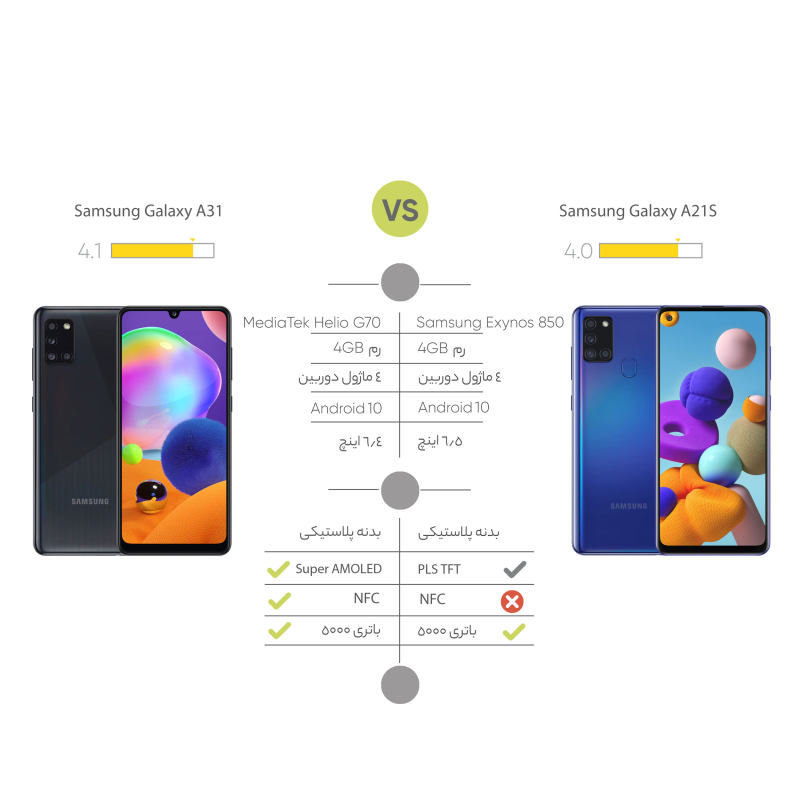 VS
Samsung Galaxy A31
Samsung Galaxy A21S
4.1
4.0
MediaTek Helio G70
Samsung Exynos 850
رم 4GB
رم 4GB
٤ ماژول دوربین
٤ ماژول دوربین
Android 10
Android 10
٦٫٤ اینچ
٦٫٥ اینچ
SAMSUNG
SAMSUNG
بدنه پلاستیکی
بدنه پلاستیکی
Super AMOLED
PLS TFT
NFC
NFC
باتری ٥٠٠٠
باتری ٥٠٠٠